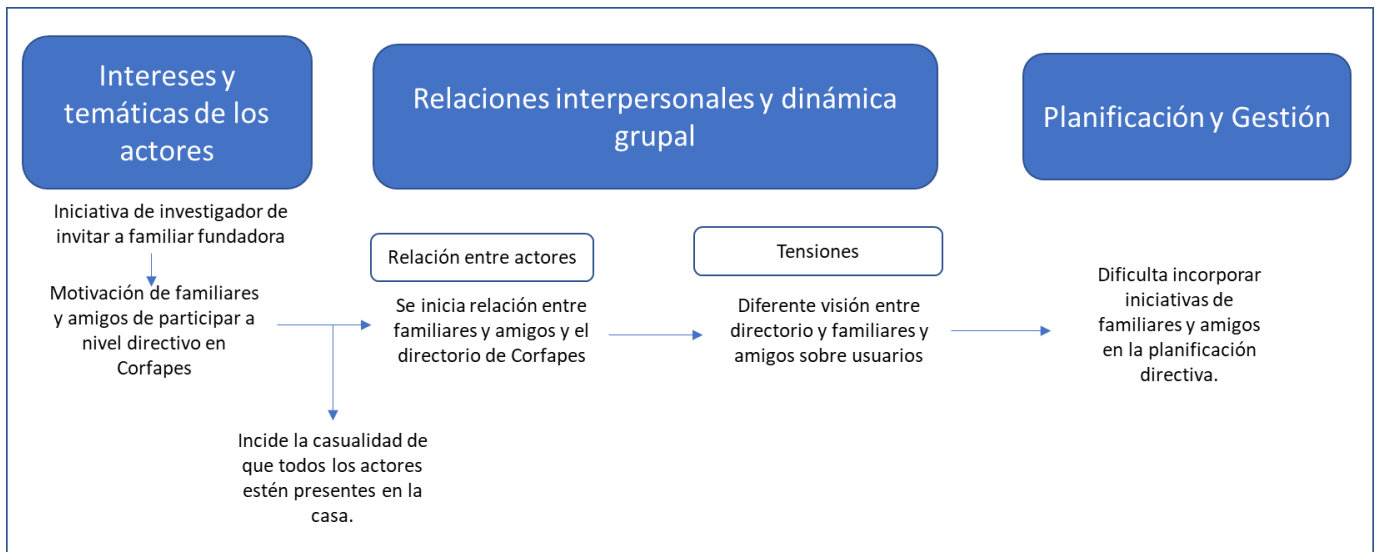 Intereses y
temáticas de los
actores
Relaciones interpersonales y dinámica
grupal
Planificación y Gestión
Iniciativa de investigador de
invitar a familiar fundadora
Motivación de familiares
y amigos de participar a
nivel directivo en
Corfapes
Relación entre actores
Se inicia relación entre
familiares y amigos y el
directorio de Corfapes
Tensiones
Diferente visión entre
directorio y familiares y
amigos sobre usuarios
Dificulta incorporar
iniciativas de
familiares y amigos
en la planificación
directiva.
Incide la casualidad de
que todos los actores
estén presentes en la
casa.